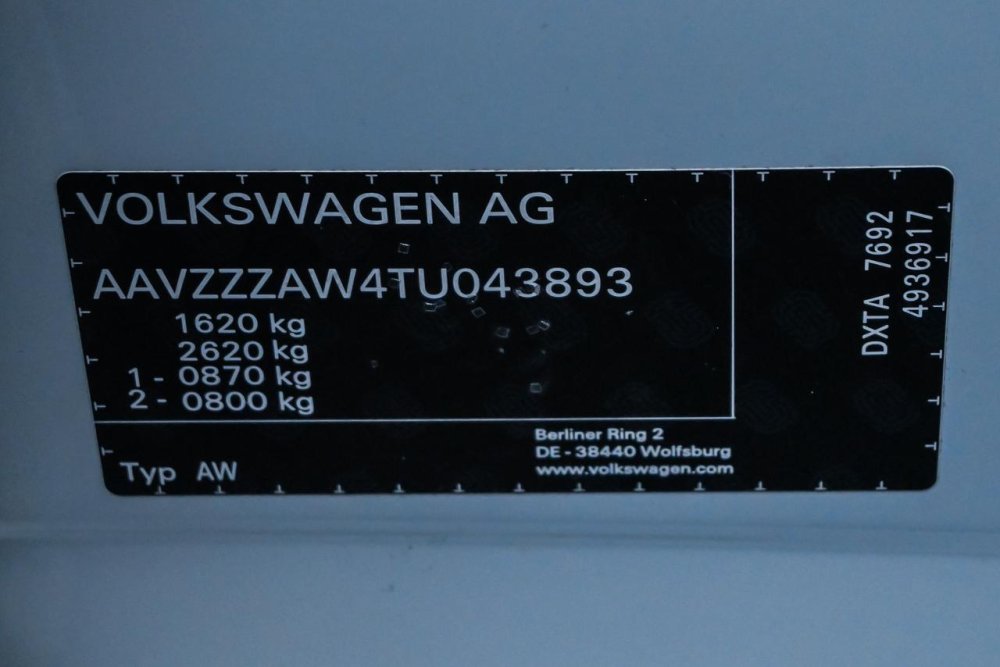 VOLKSWAGEN AG
AAVZZZAW4TU043893
1620 kg
2620 kg
1 - 0870 kg
2 - 0800 kg
Typ AW
Berliner Ring 2
DE - 38440 Wolfsburg
www.volkswagen.com
DXTA 7692
4936917